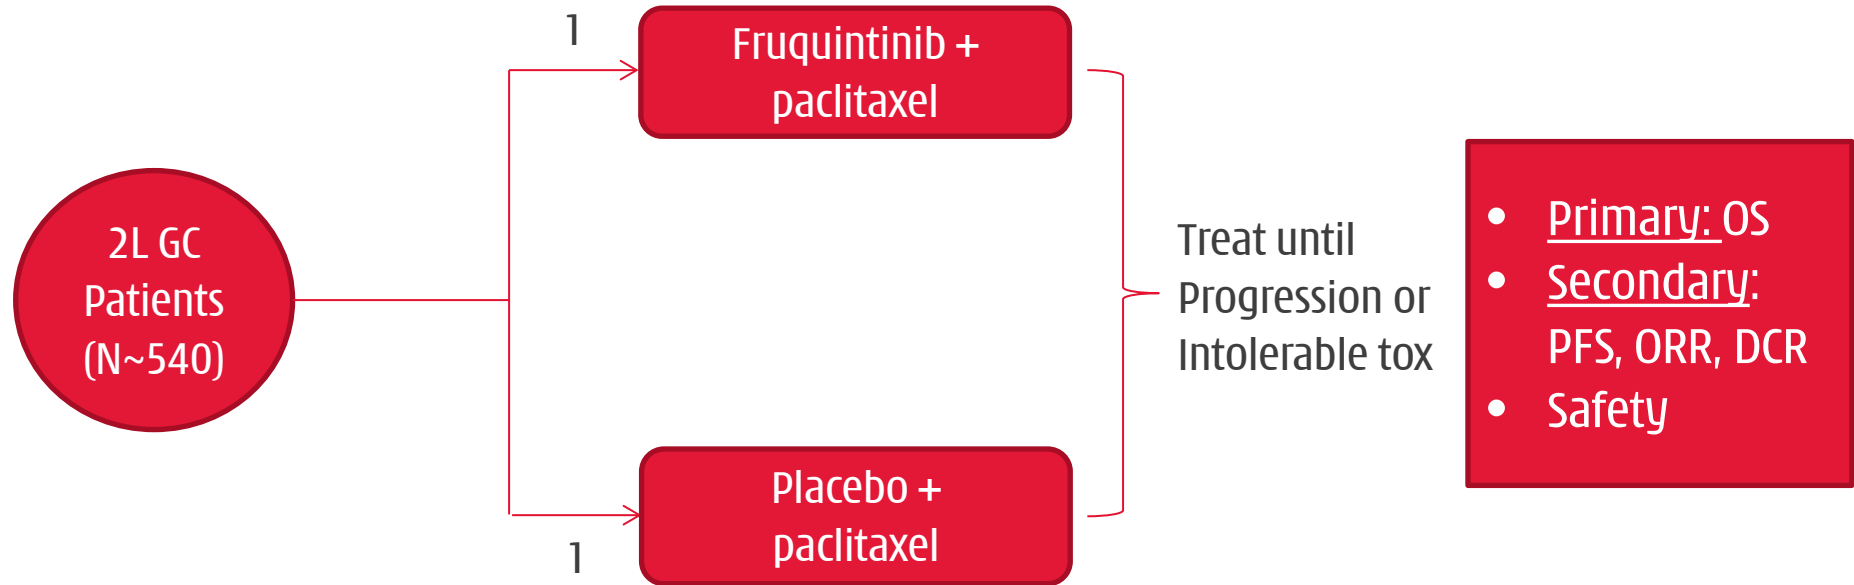 1
Fruquintinib +
paclitaxel
2L GC
Patients
(N~540)
Treat until
Progression or
Intolerable tox
• Primary: OS
• Secondary:
PFS, ORR, DCR
• Safety
Placebo +
paclitaxel
1